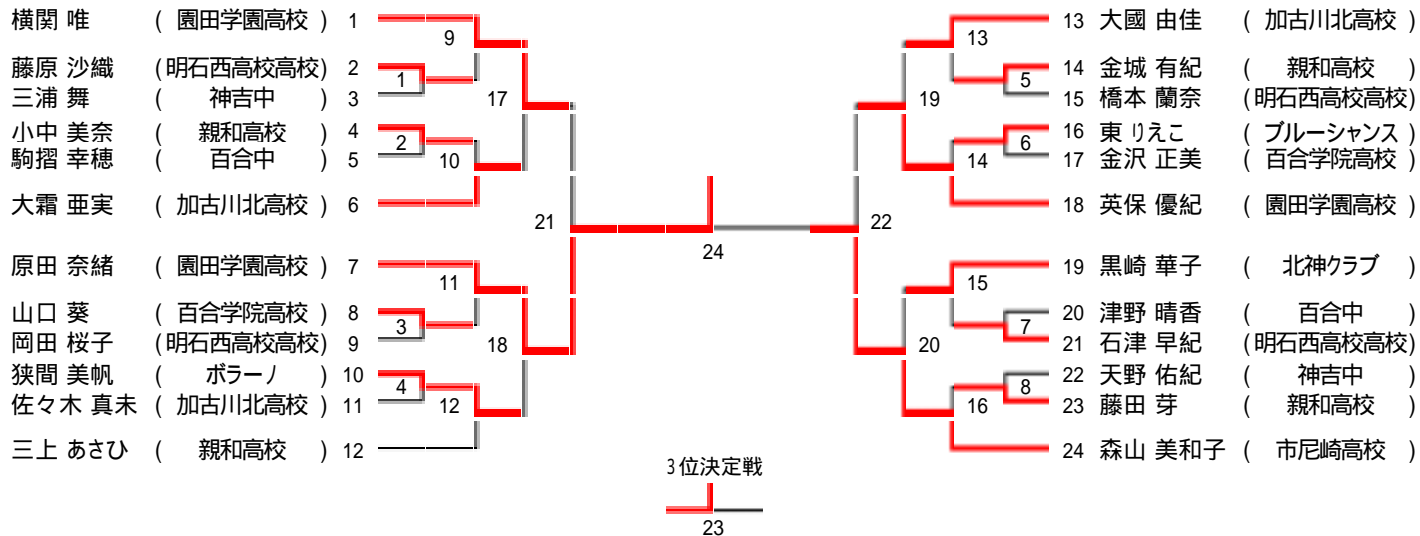 横関 唯 ( 園田学園高校 ) 1
藤原 沙織 (明石西高校高校) 2
三浦 舞 ( 神吉中 ) 3
小中 美奈 ( 親和高校 ) 4
駒摺 幸穂 ( 百合中 ) 5
大霜 亜実 ( 加古川北高校 ) 6
原田 奈緒 ( 園田学園高校 ) 7
山口 葵 ( 百合学院高校 ) 8
岡田 桜子 (明石西高校高校) 9
狭間 美帆 ( ボラーノ ) 10
佐々木 真未 ( 加古川北高校 ) 11
三上 あさひ ( 親和高校 ) 12
9
1
17
2
10
21
11
3
18
4
12
24
3位決定戦
23
13
5
19
6
14
22
15
7
20
8
16
13 大國 由佳 ( 加古川北高校 )
14 金城 有紀 ( 親和高校 )
15 橋本 蘭奈 (明石西高校高校)
16 東 りえこ ( ブルーシャンス )
17 金沢 正美 ( 百合学院高校 )
18 英保 優紀 ( 園田学園高校 )
19 黒崎 華子 ( 北神クラブ )
20 津野 晴香 ( 百合中 )
21 石津 早紀 (明石西高校高校)
22 天野 佑紀 ( 神吉中 )
23 藤田 芽 ( 親和高校 )
24 森山 美和子 ( 市尼崎高校 )